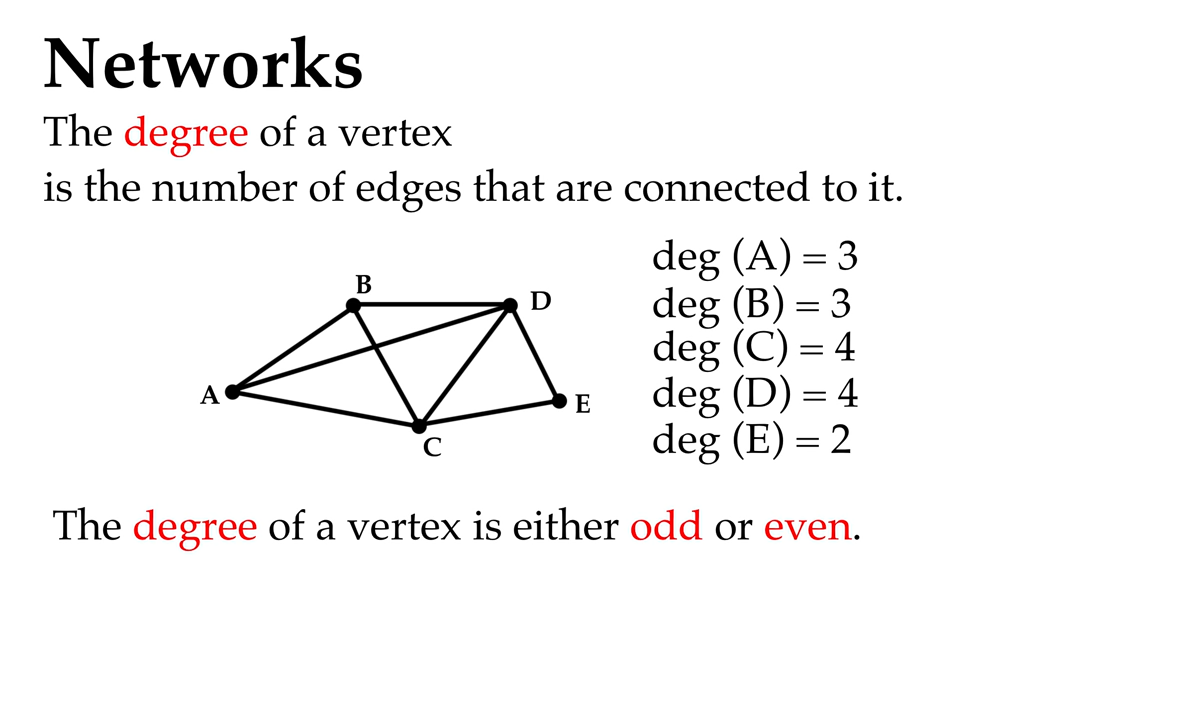 Networks
The degree of a vertex
is the number of edges that are connected to it.
deg (A) = 3
B
deg (B) = 3
D
deg (C) = 4
A
deg (D) = 4
E
deg (E) = 2
C
The degree of a vertex is either odd or even.